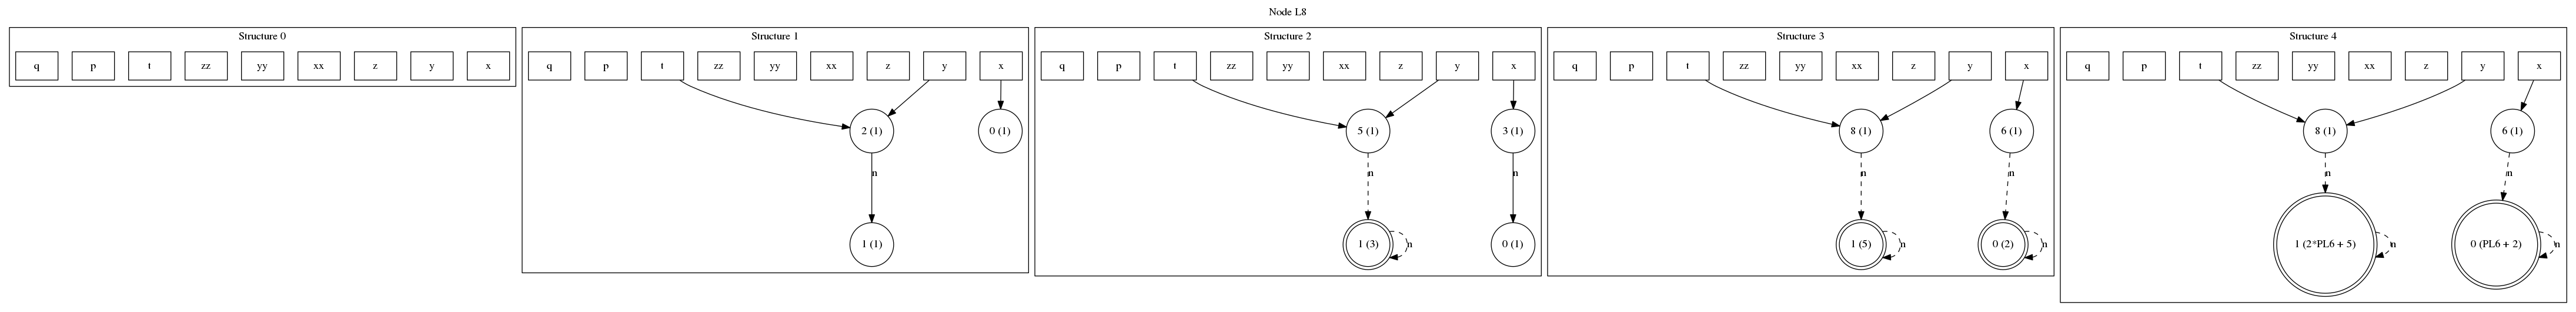 Node L8
Structure 0
q p t zz yy xx z y x
Structure 1
q p t zz yy xx z y x
2 (1) 0 (1)
n
1 (1)
Structure 2
q p t zz yy xx z y x
5 (1) 3 (1)
n n
1 (3) n 0 (1)
Structure 3
q p t zz yy xx z y x
8 (1) 6 (1)
n n
1 (5) n 0 (2) n
Structure 4
q p t zz yy xx z y x
8 (1) 6 (1)
n n
1 (2*PL6 + 5) n 0 (PL6 + 2) n